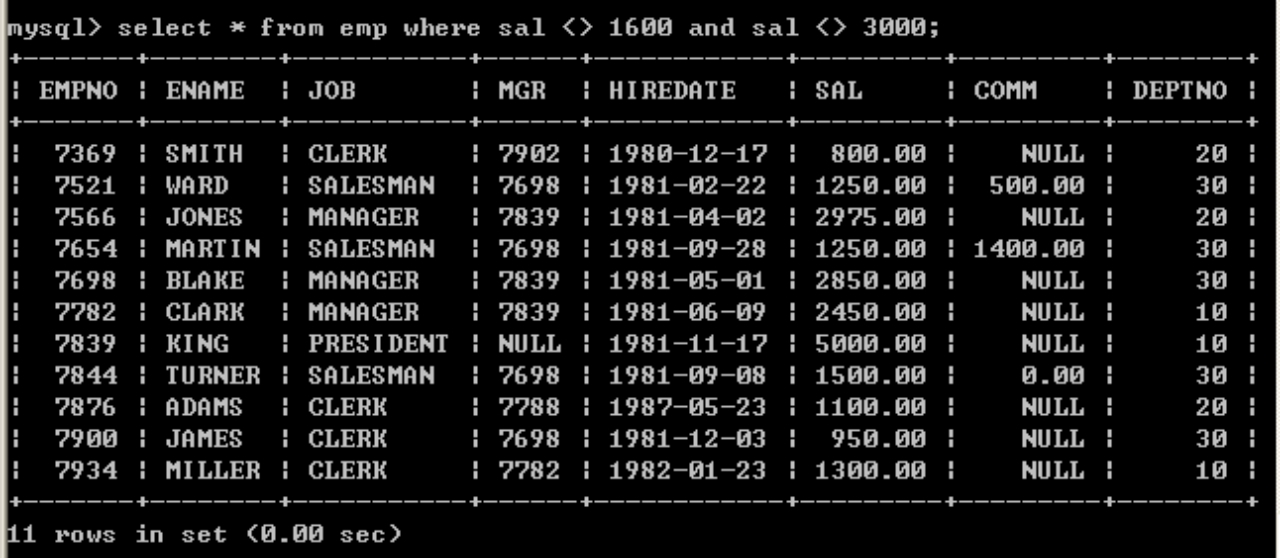 mysql> select * from emp where sal <> 1600 and sal <> 3000;
+-------+--------+-----------+------+------------+---------+---------+--------+
| EMPNO | ENAME  | JOB       | MGR  | HIREDATE   | SAL     | COMM    | DEPTNO |
+-------+--------+-----------+------+------------+---------+---------+--------+
|  7369 | SMITH  | CLERK     | 7902 | 1980-12-17 |  800.00 |    NULL |     20 |
|  7521 | WARD   | SALESMAN  | 7698 | 1981-02-22 | 1250.00 |  500.00 |     30 |
|  7566 | JONES  | MANAGER   | 7839 | 1981-04-02 | 2975.00 |    NULL |     20 |
|  7654 | MARTIN | SALESMAN  | 7698 | 1981-09-28 | 1250.00 | 1400.00 |     30 |
|  7698 | BLAKE  | MANAGER   | 7839 | 1981-05-01 | 2850.00 |    NULL |     30 |
|  7782 | CLARK  | MANAGER   | 7839 | 1981-06-09 | 2450.00 |    NULL |     10 |
|  7839 | KING   | PRESIDENT | NULL | 1981-11-17 | 5000.00 |    NULL |     10 |
|  7844 | TURNER | SALESMAN  | 7698 | 1981-09-08 | 1500.00 |    0.00 |     30 |
|  7876 | ADAMS  | CLERK     | 7788 | 1987-05-23 | 1100.00 |    NULL |     20 |
|  7900 | JAMES  | CLERK     | 7698 | 1981-12-03 |  950.00 |    NULL |     30 |
|  7934 | MILLER | CLERK     | 7782 | 1982-01-23 | 1300.00 |    NULL |     10 |
+-------+--------+-----------+------+------------+---------+---------+--------+
11 rows in set (0.00 sec)